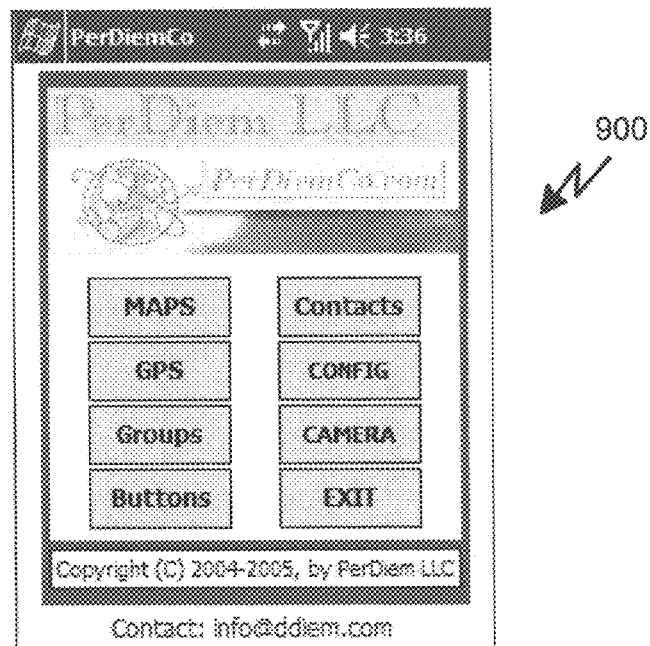 PerDiemCo 3:36
900
PerDiem LLC
PerDiemCo.com
MAPS Contacts
GPS CONFIG
Groups CAMERA
Buttons EXIT
Copyright (C) 2004-2005, by PerDiem LLC
Contact: info@ddiem.com